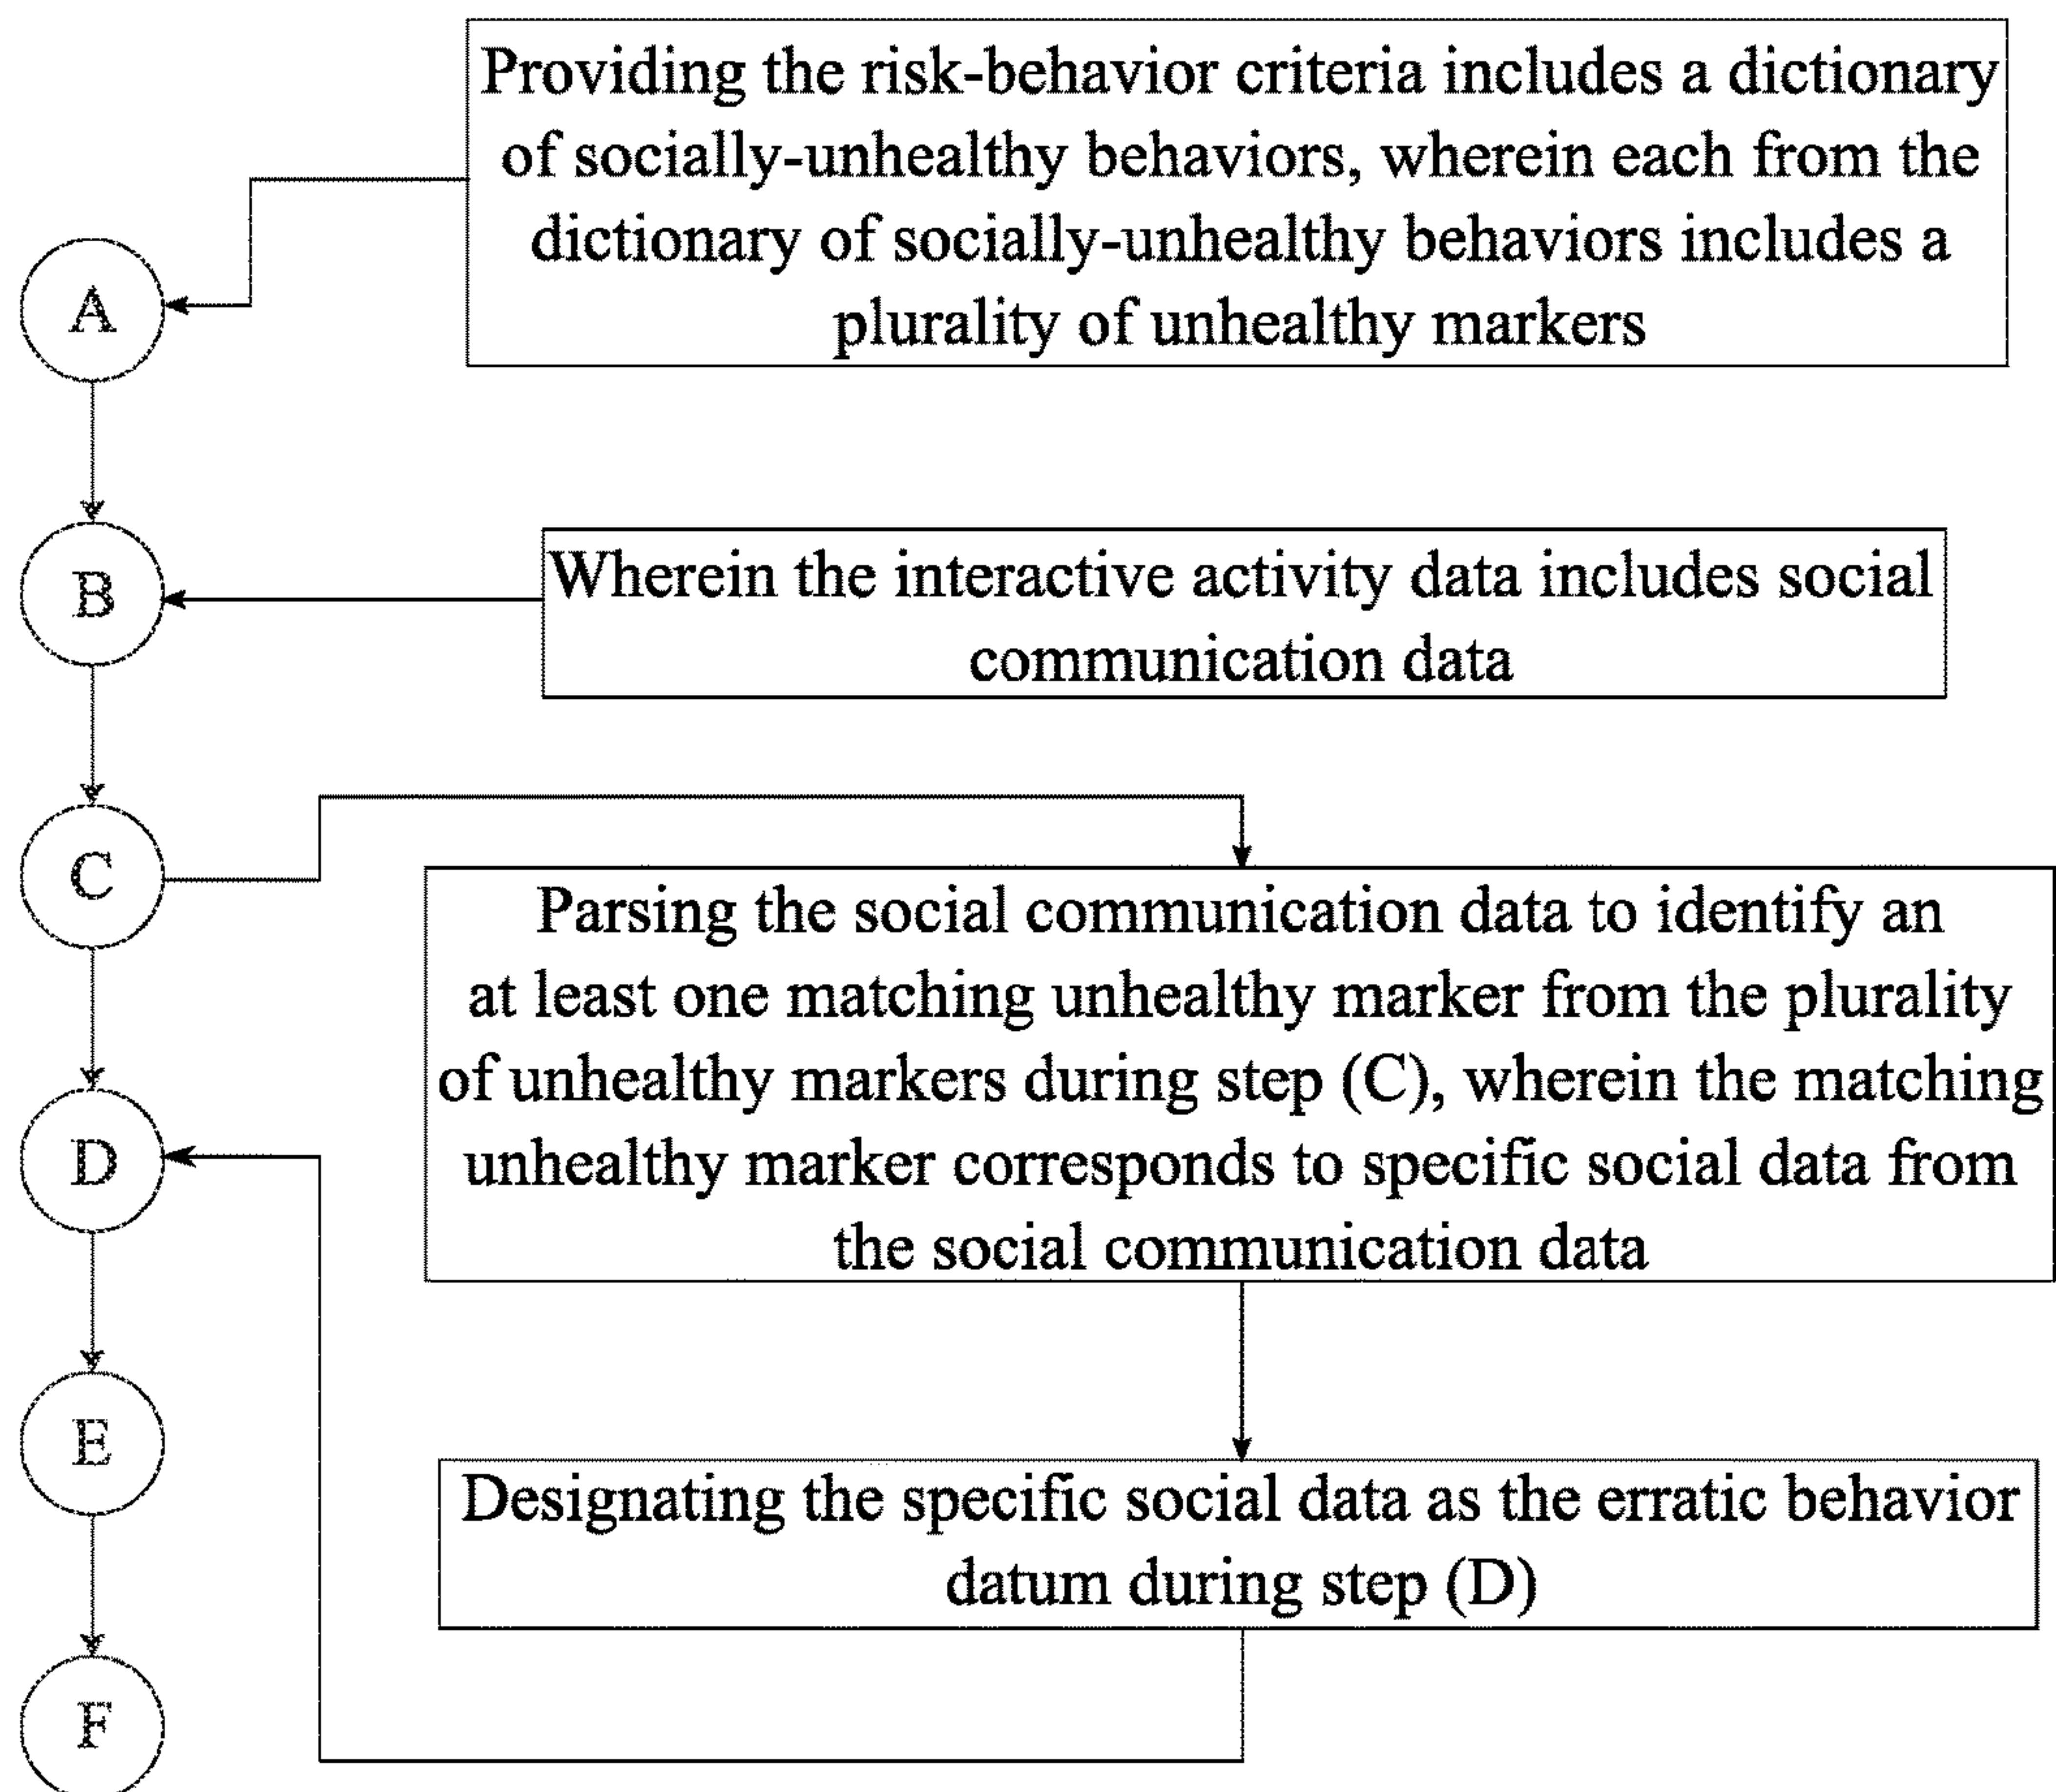 Providing the risk-behavior criteria includes a dictionary
of socially-unhealthy behaviors, wherein each from the
dictionary of socially-unhealthy behaviors includes a
plurality of unhealthy markers
A
B
Wherein the interactive activity data includes social
communication data
C
Parsing the social communication data to identify an
at least one matching unhealthy marker from the plurality
of unhealthy markers during step (C), wherein the matching
unhealthy marker corresponds to specific social data from
the social communication data
D
E
Designating the specific social data as the erratic behavior
datum during step (D)
F